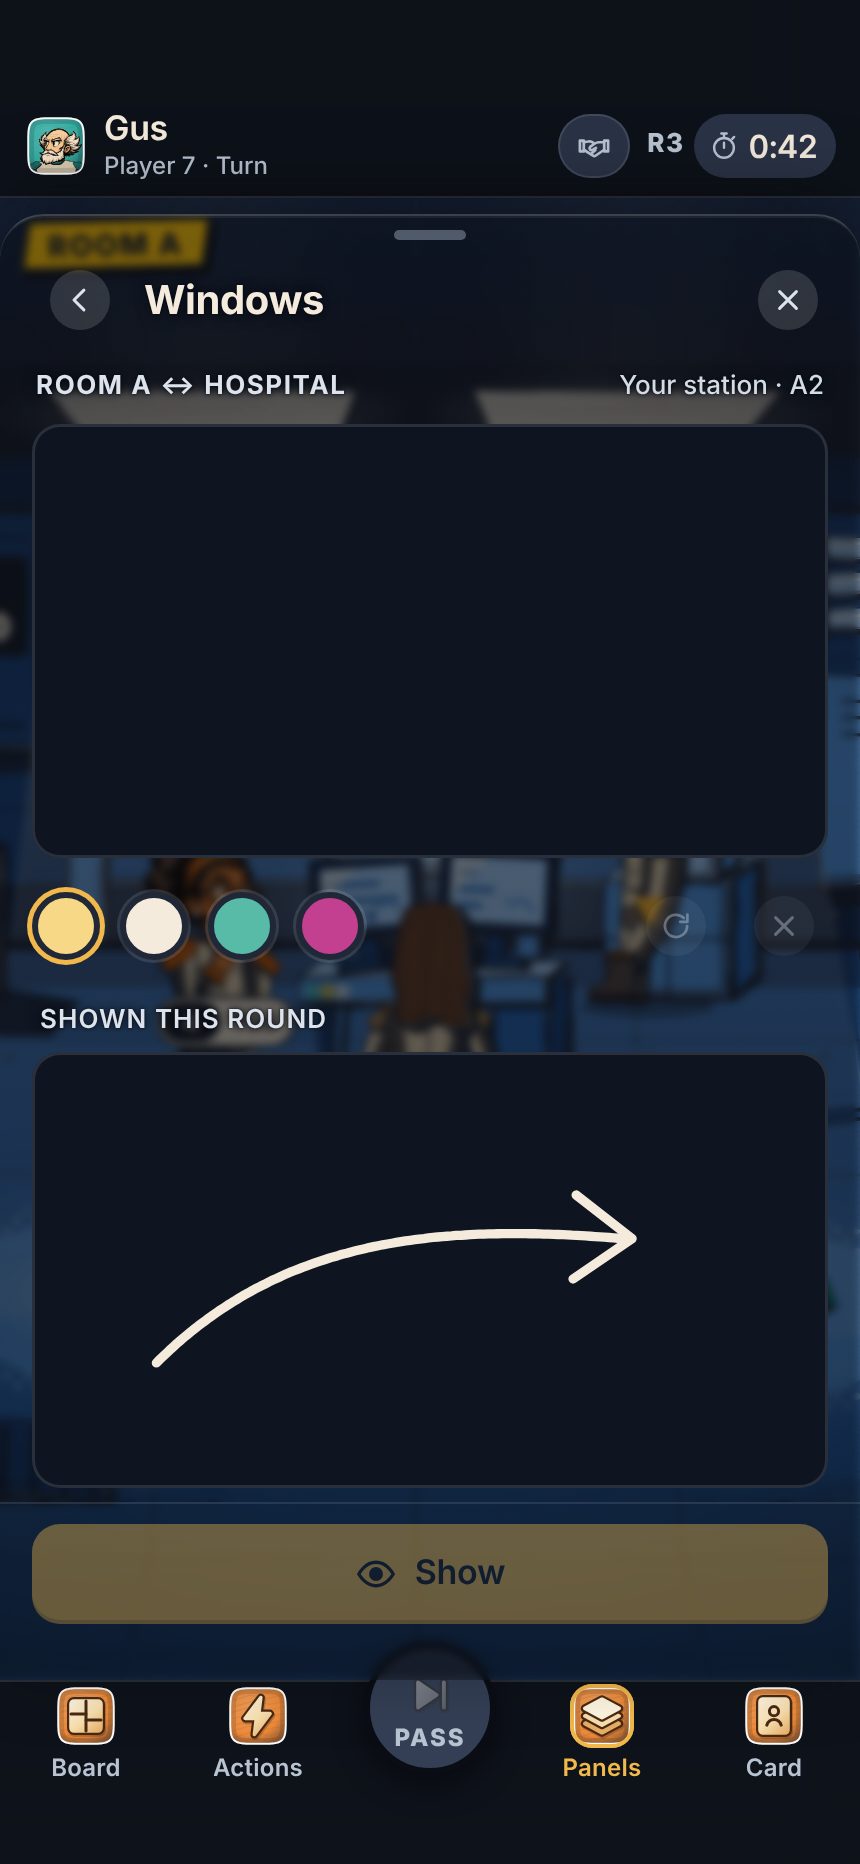 Gus
Player 7 · Turn
R3
0:42
ROOM A
Windows
ROOM A ↔ HOSPITAL
Your station · A2
SHOWN THIS ROUND
Show
PASS
Board
Actions
Panels
Card